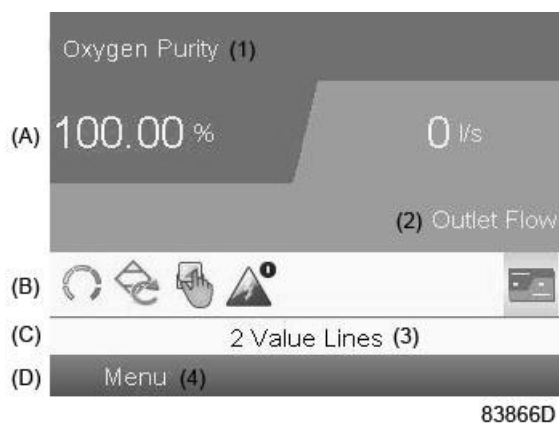 Oxygen Purity (1)
(A) 100.00 % 0 l/s
(2) Outlet Flow
(B)
(C) 2 Value Lines (3)
(D) Menu (4)
83866D